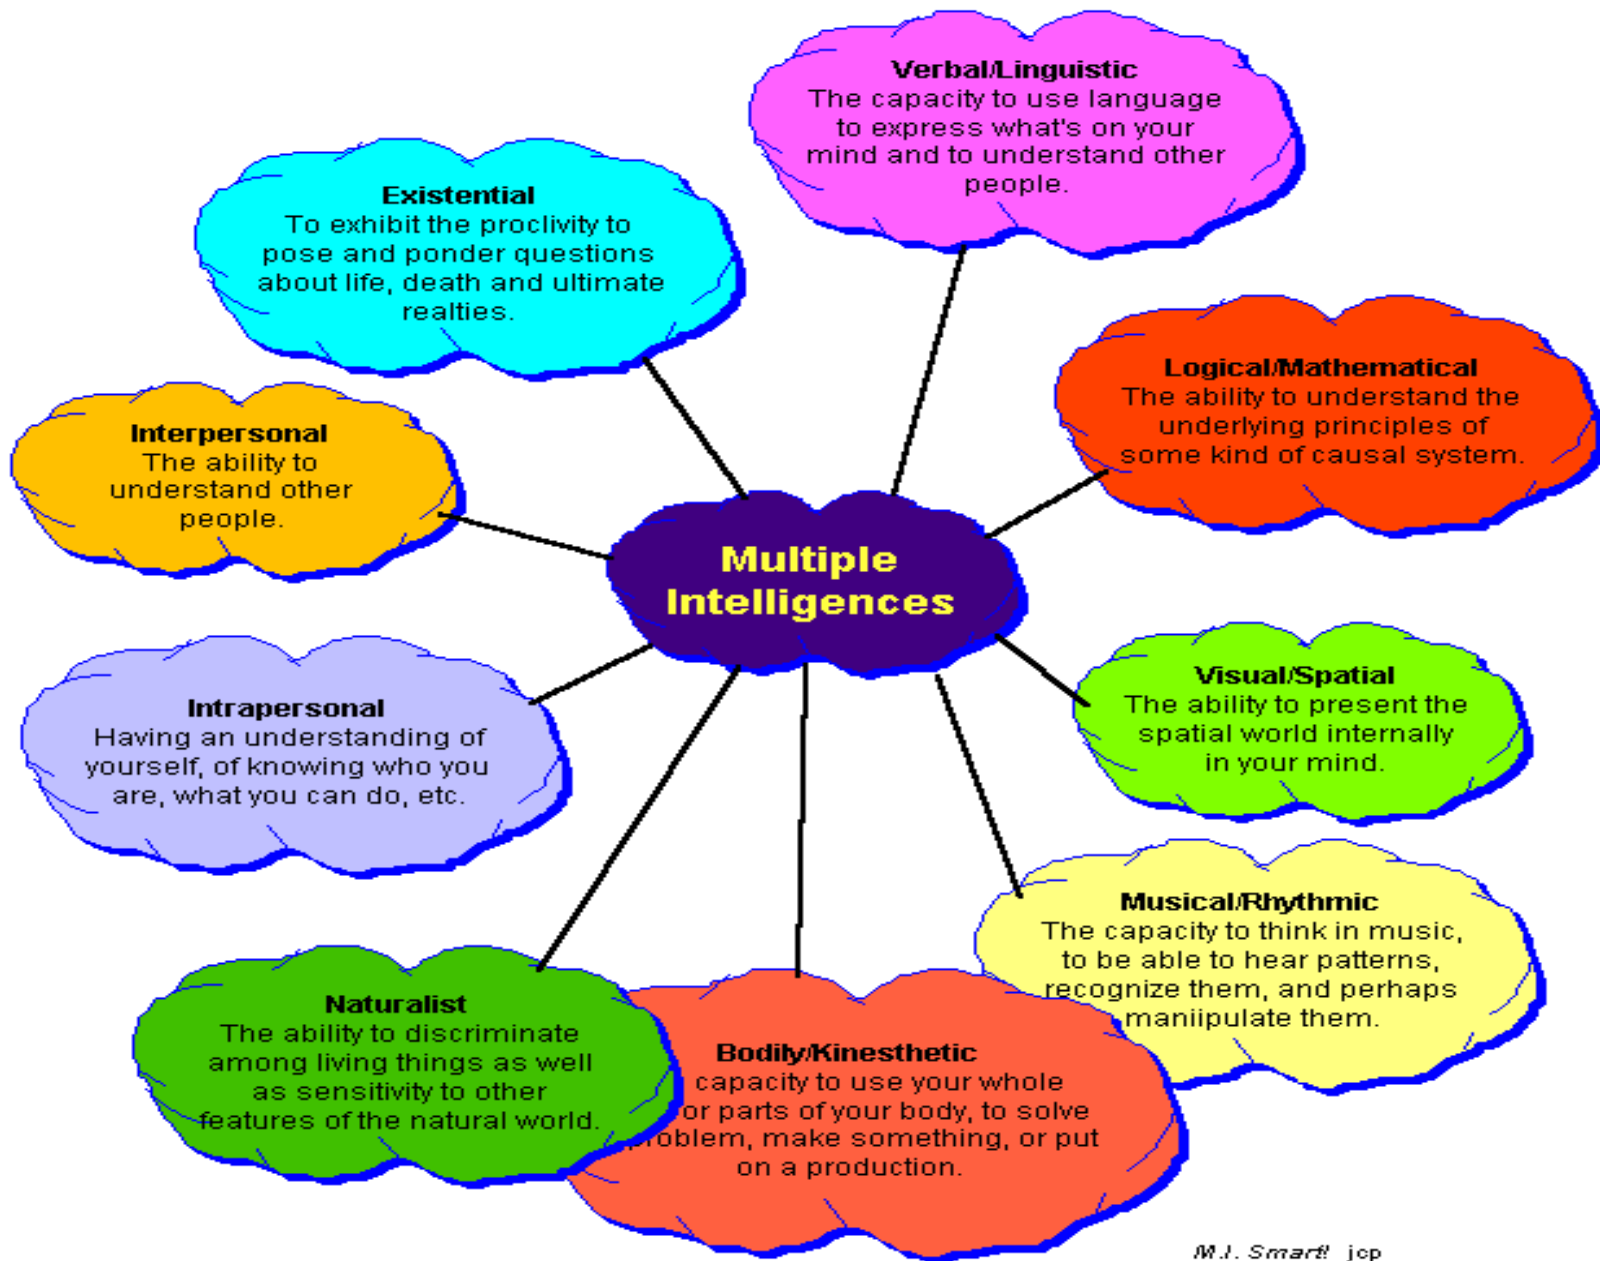 Verbal/Linguistic
The capacity to use language
to express what's on your
mind and to understand other
people.
Existential
To exhibit the proclivity to
pose and ponder questions
about life, death and ultimate
realties.
Logical/Mathematical
The ability to understand the
underlying principles of
some kind of causal system.
Interpersonal
The ability to
understand other
people.
Multiple
Intelligences
Visual/Spatial
The ability to present the
spatial world internally
in your mind.
Intrapersonal
Having an understanding of
yourself, of knowing who you
are, what you can do, etc.
Musical/Rhythmic
The capacity to think in music,
to be able to hear patterns,
recognize them, and perhaps
maniipulate them.
Naturalist
The ability to discriminate
among living things as well
as sensitivity to other
features of the natural world.
Bodily/Kinesthetic
capacity to use your whole
or parts of your body, to solve
problem, make something, or put
on a production.
M.I. Smart! jcp